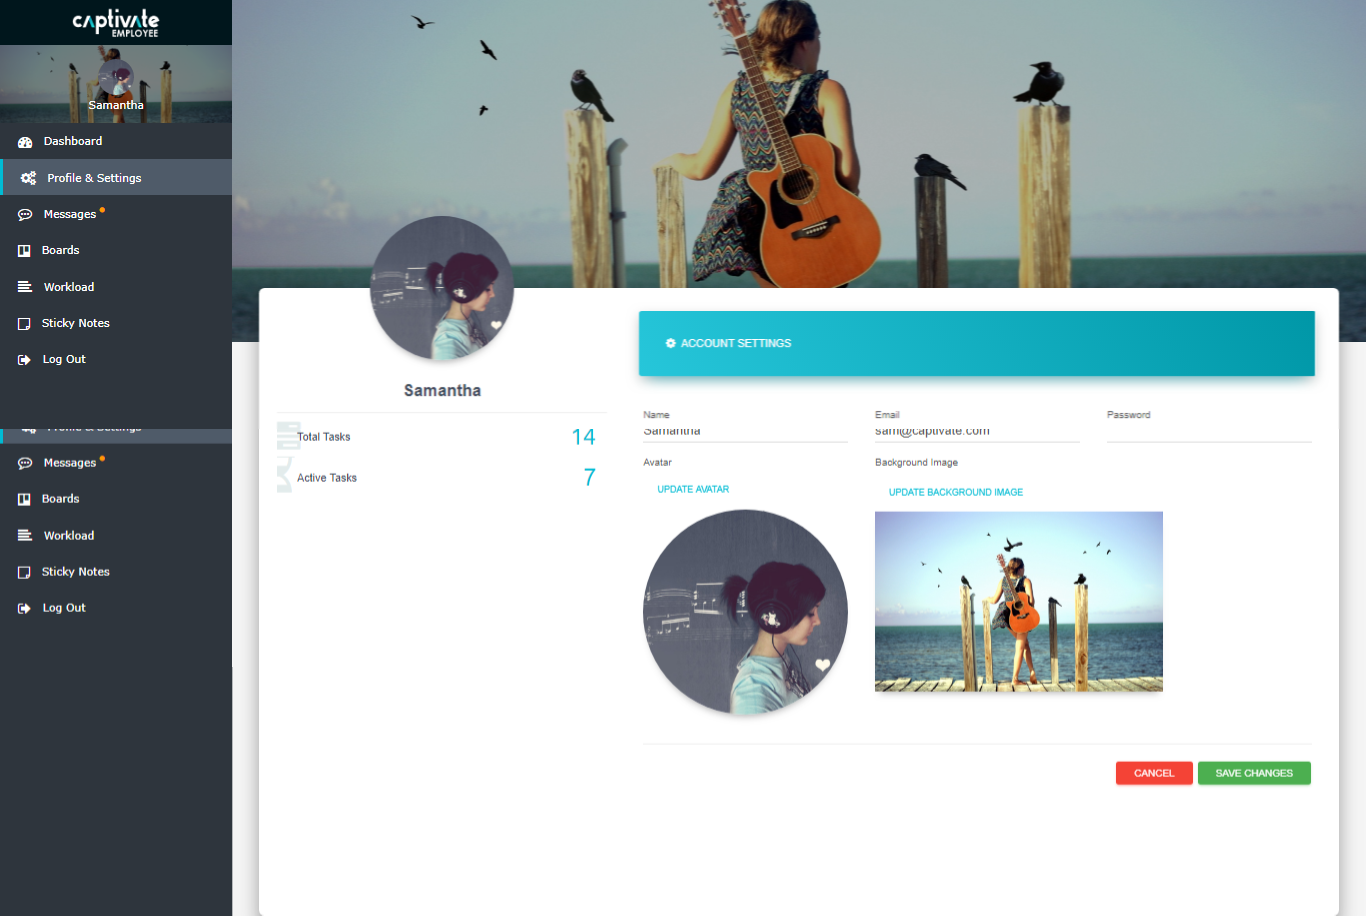 cʌptivʌte
EMPLOYEE
Samantha
Dashboard
Profile & Settings
Messages
Boards
Workload
Sticky Notes
Log Out
Profile & Settings
Messages
Boards
Workload
Sticky Notes
Log Out
Samantha
Total Tasks 14
Active Tasks 7
ACCOUNT SETTINGS
Name Email Password
Samantha sam@captivate.com
Avatar Background Image
UPDATE AVATAR UPDATE BACKGROUND IMAGE
CANCEL SAVE CHANGES